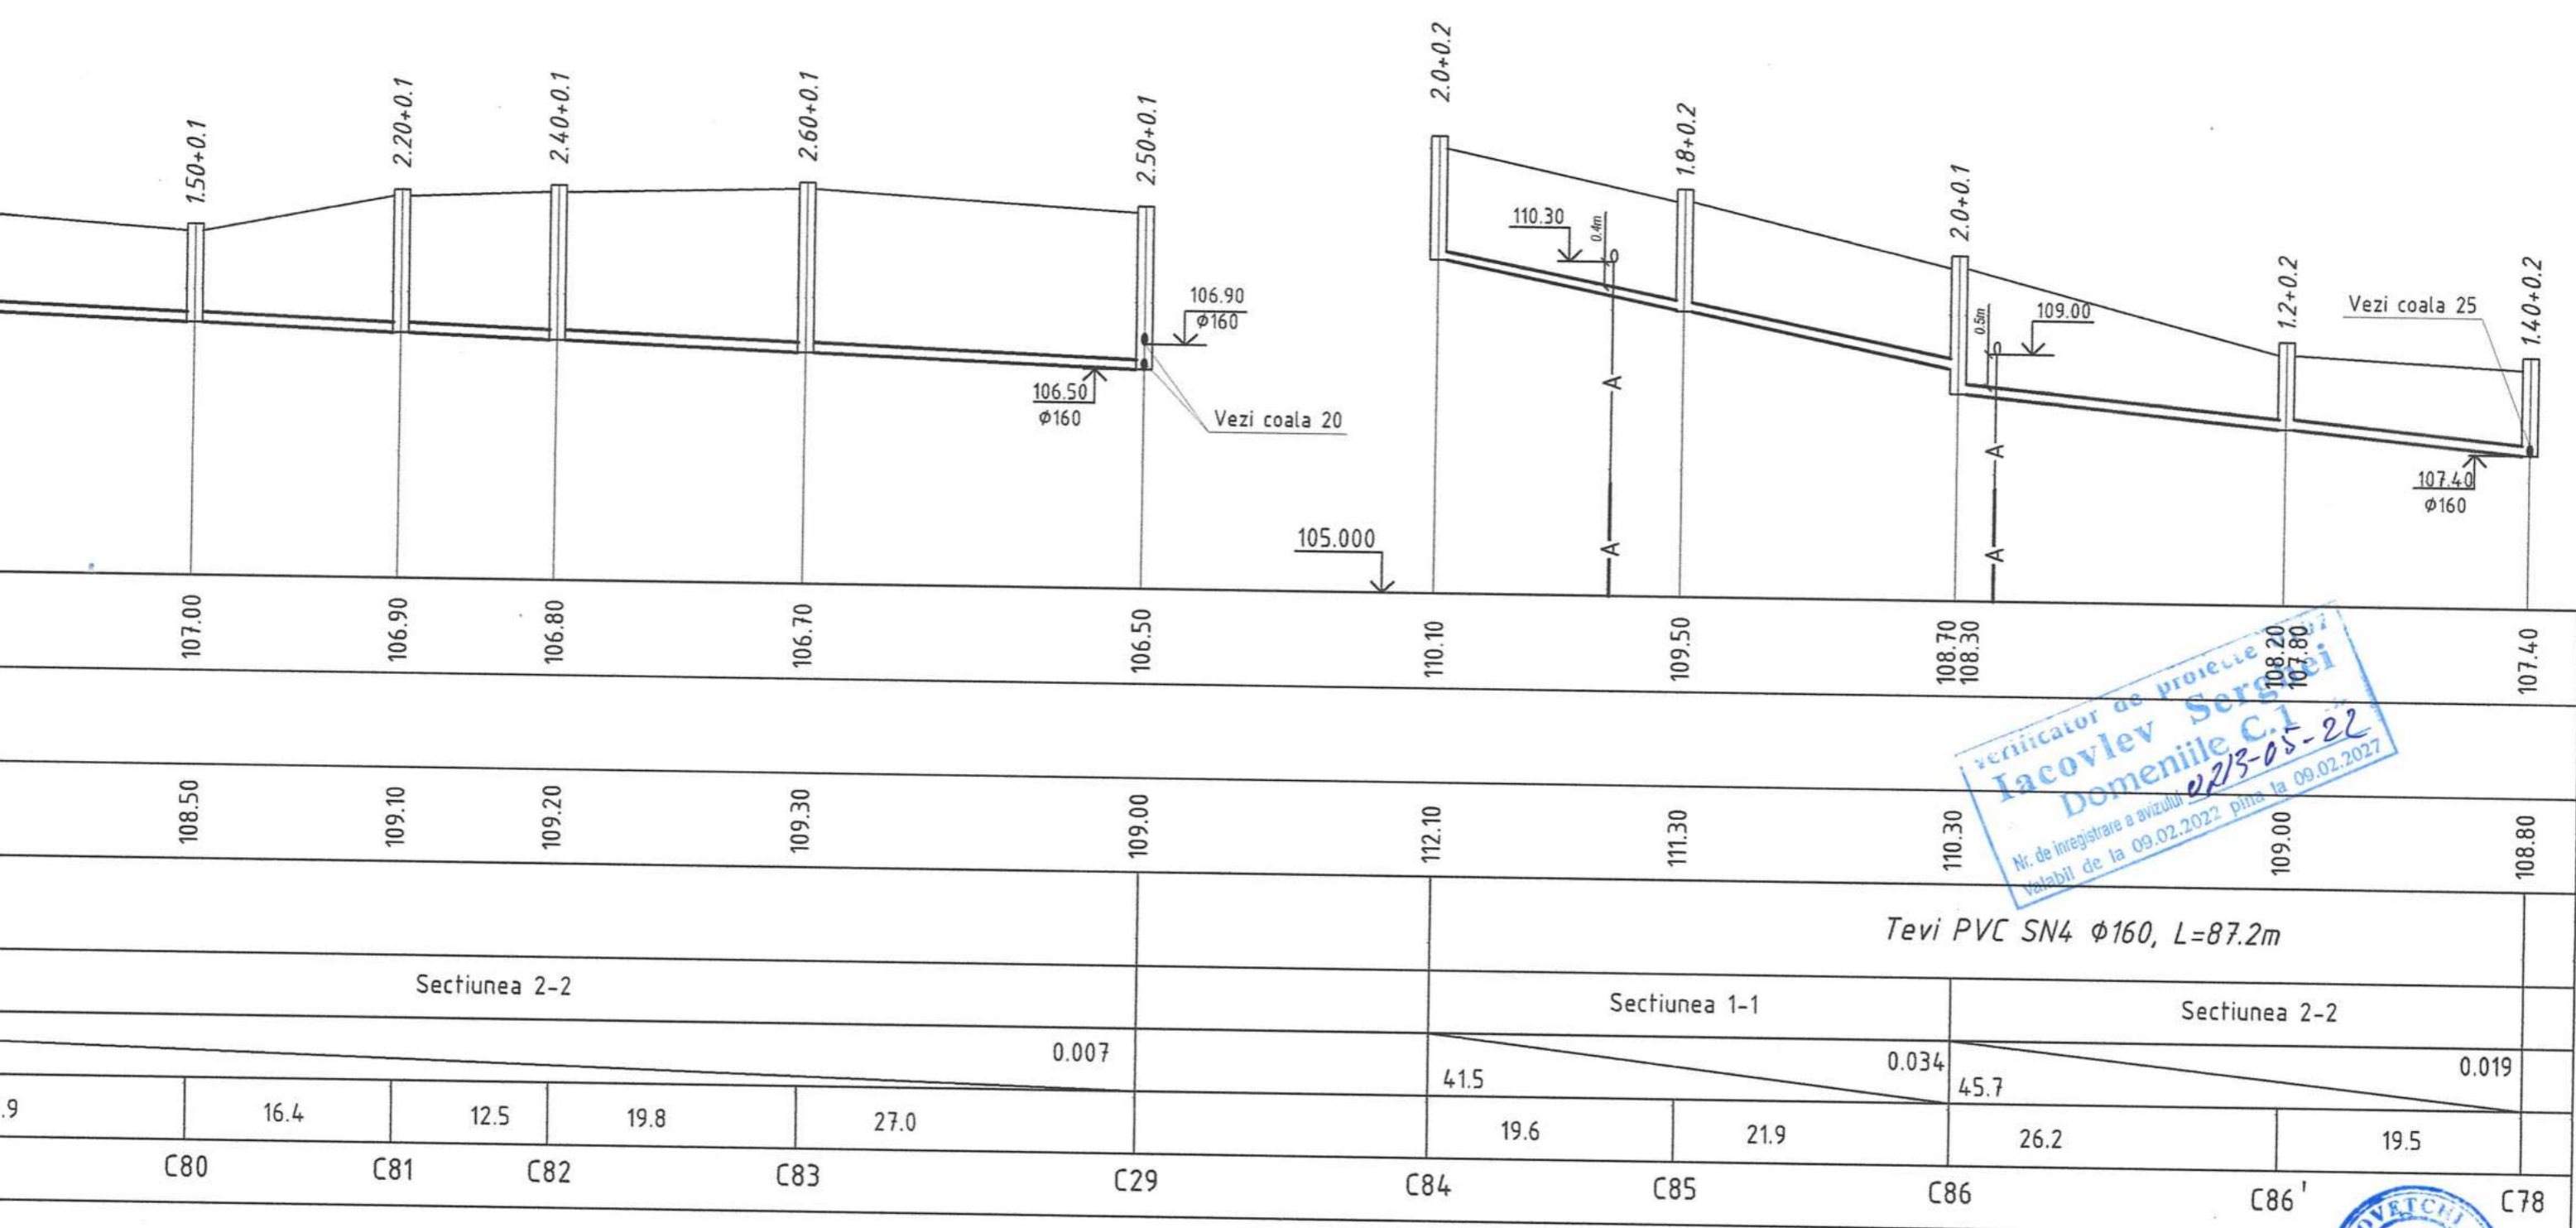 1.50+0.1
2.20+0.1
2.40+0.1
2.60+0.1
2.50+0.1
2.0+0.2
1.8+0.2
2.0+0.1
1.2+0.2
1.40+0.2
106.90
Φ160
106.50
Φ160
Vezi coala 20
110.30
0.4m
0.5m
109.00
Vezi coala 25
107.40
Φ160
105.000
A
A
A
A
107.00
106.90
106.80
106.70
106.50
110.10
109.50
108.70
108.30
108.20
107.80
107.40
Verificator de proiecte
Iacovlev Serghei
Domeniile C.1
Nr. de inregistrare a avizului 0213-05-22
Valabil de la 09.02.2022 pina la 09.02.2027
108.50
109.10
109.20
109.30
109.00
112.10
111.30
110.30
109.00
108.80
Tevi PVC SN4 Φ160, L=87.2m
Sectiunea 2-2
Sectiunea 1-1
Sectiunea 2-2
0.007
41.5
0.034
45.7
0.019
.9
16.4
12.5
19.8
27.0
19.6
21.9
26.2
19.5
C80
C81
C82
C83
C29
C84
C85
C86
C86'
C78